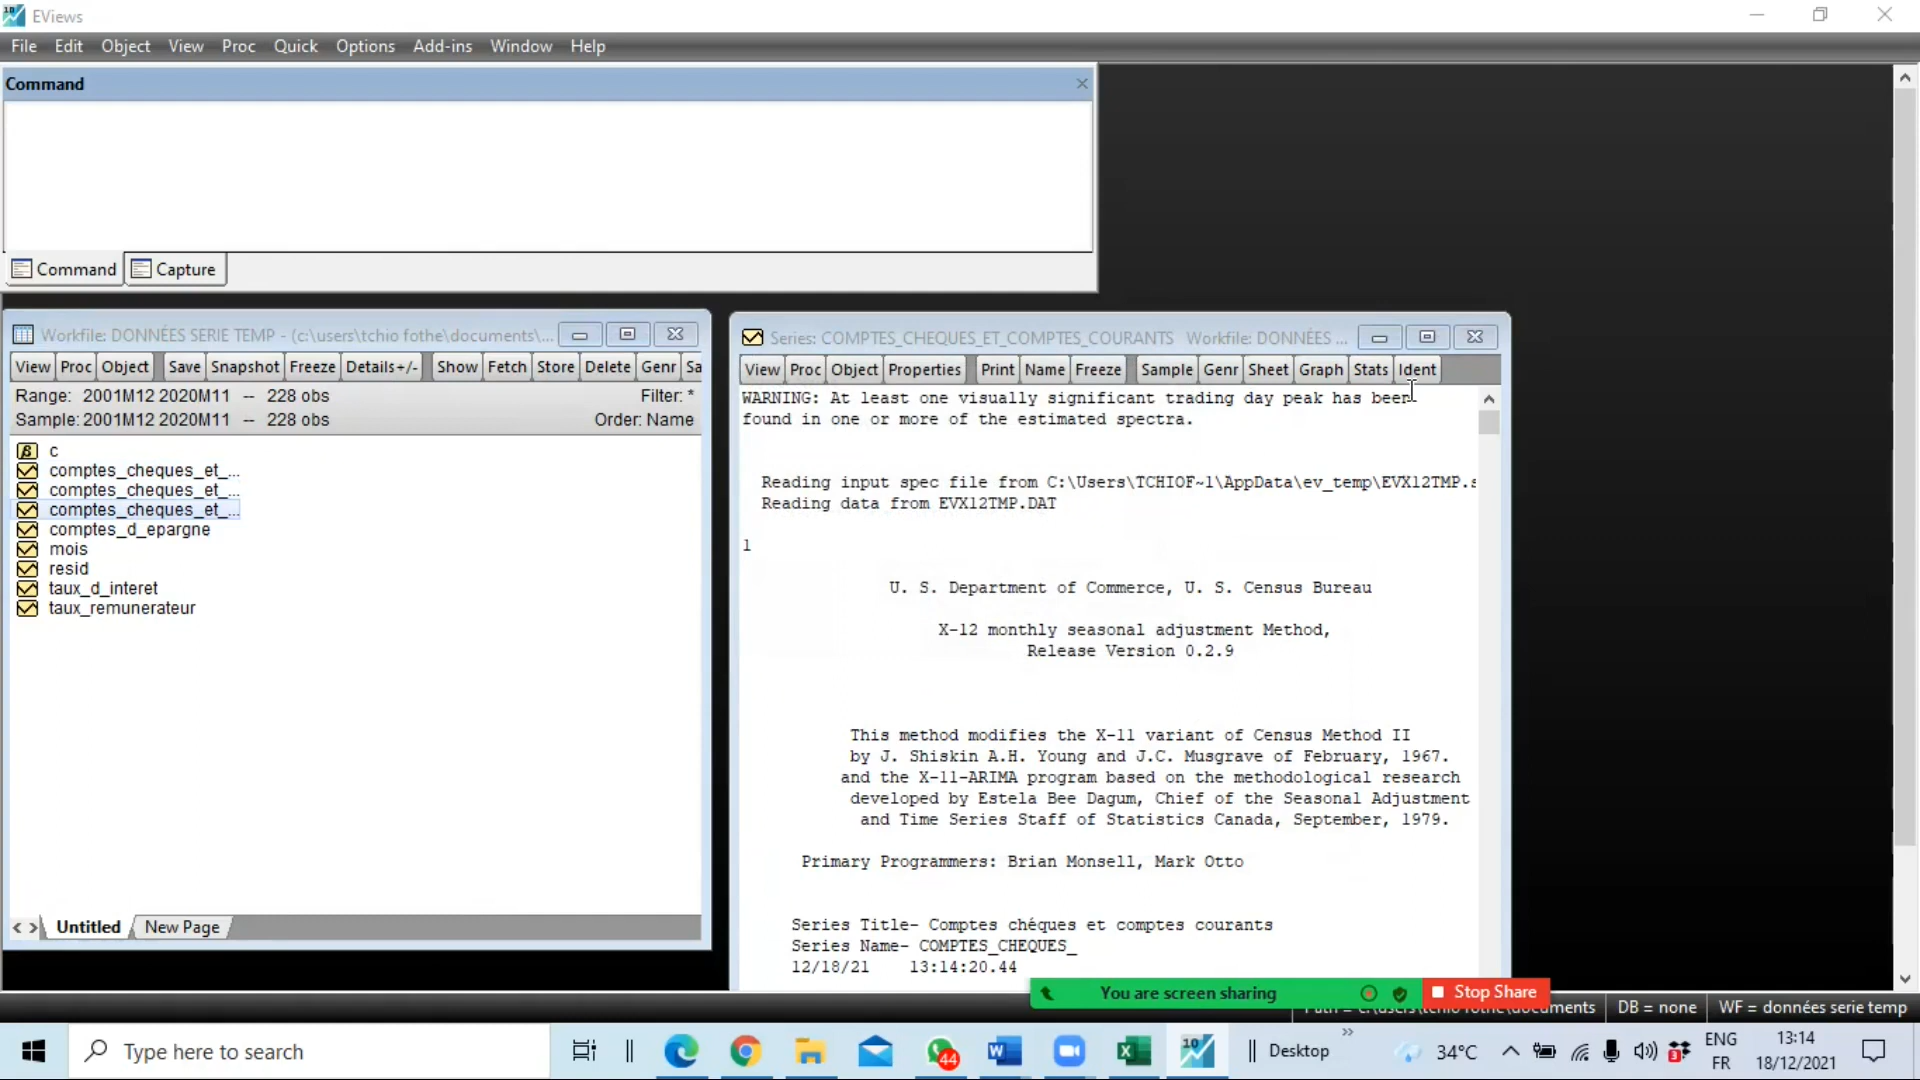 EViews
File Edit Object View Proc Quick Options Add-ins Window Help
Command
Command Capture
Workfile: DONNÉES SERIE TEMP - (c:\users\tchio fothe\documents\...
View Proc Object Save Snapshot Freeze Details+/- Show Fetch Store Delete Genr Sa
Range: 2001M12 2020M11 -- 228 obs Filter: *
Sample: 2001M12 2020M11 -- 228 obs Order: Name
c
comptes_cheques_et_...
comptes_cheques_et_...
comptes_cheques_et_...
comptes_d_epargne
mois
resid
taux_d_interet
taux_remunerateur
Untitled New Page
Series: COMPTES_CHEQUES_ET_COMPTES_COURANTS Workfile: DONNÉES ...
View Proc Object Properties Print Name Freeze Sample Genr Sheet Graph Stats Ident
WARNING: At least one visually significant trading day peak has been
found in one or more of the estimated spectra.
Reading input spec file from C:\Users\TCHIOF~1\AppData\ev_temp\EVX12TMP.s
Reading data from EVX12TMP.DAT
1
U. S. Department of Commerce, U. S. Census Bureau
X-12 monthly seasonal adjustment Method,
Release Version 0.2.9
This method modifies the X-11 variant of Census Method II
by J. Shiskin A.H. Young and J.C. Musgrave of February, 1967.
and the X-11-ARIMA program based on the methodological research
developed by Estela Bee Dagum, Chief of the Seasonal Adjustment
and Time Series Staff of Statistics Canada, September, 1979.
Primary Programmers: Brian Monsell, Mark Otto
Series Title- Comptes chéques et comptes courants
Series Name- COMPTES_CHEQUES_
12/18/21 13:14:20.44
You are screen sharing Stop Share
DB = none WF = données serie temp
Type here to search
44
10
Desktop
34°C
3
ENG
FR
13:14
18/12/2021